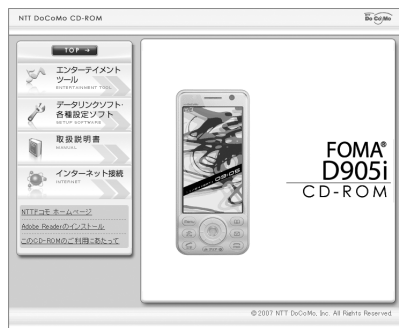 NTT DoCoMo CD-ROM
NTT DoCoMo
TOP →
エンターテイメント
ツール
ENTERTAINMENT TOOL
データリンクソフト・
各種設定ソフト
SETUP SOFTWARE
取扱説明書
MANUAL
インターネット接続
INTERNET
NTTドコモ ホームページ
Adobe Readerのインストール
このCD-ROMのご利用にあたって
09:05
FOMA®
D905i
CD-ROM
© 2007 NTT DoCoMo, Inc. All Rights Reserved.